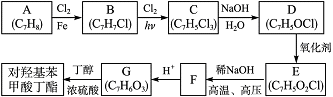 A (C₇H₈) Cl₂ Fe B (C₇H₇Cl) Cl₂ hν C (C₇H₅Cl₃) NaOH H₂O D (C₇H₅OCl)
氧化剂
对羟基苯甲酸丁酯 丁醇 浓硫酸 G (C₇H₆O₃) H⁺ F 稀NaOH 高温、高压 E (C₇H₅O₂Cl)